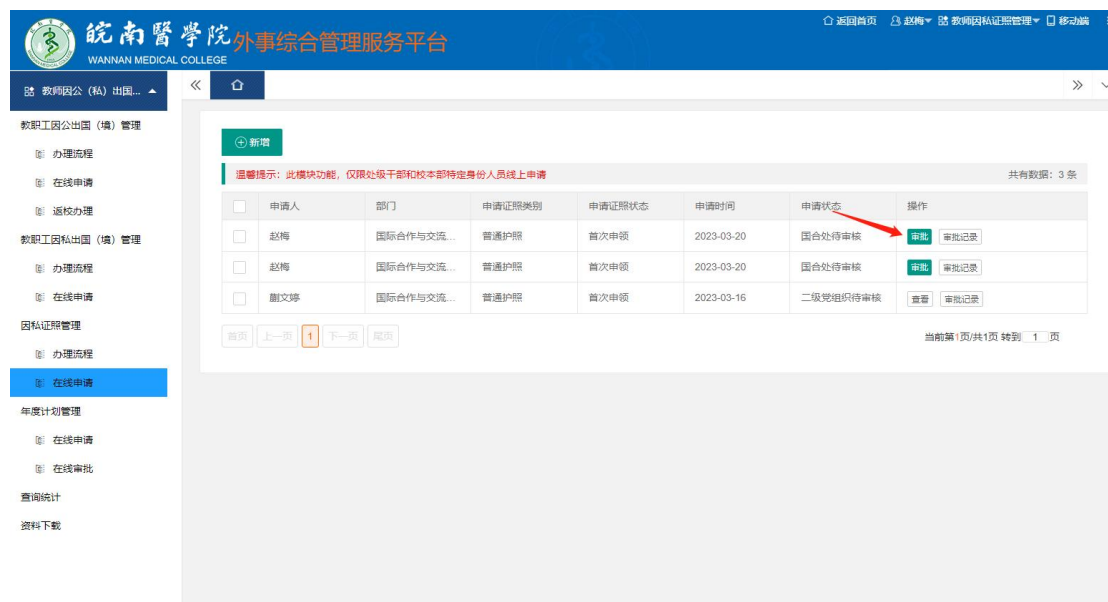 皖南醫學院
WANNAN MEDICAL COLLEGE
外事综合管理服务平台
返回首页 赵梅 教师因私证照管理 移动端
教师因公（私）出国...
教职工因公出国（境）管理
办理流程
在线申请
返校办理
教职工因私出国（境）管理
办理流程
在线申请
因私证照管理
办理流程
在线申请
年度计划管理
在线申请
在线审批
查询统计
资料下载
新增
温馨提示：此模块功能，仅限处级干部和校本部特定身份人员线上申请 共有数据：3 条
申请人 部门 申请证照类别 申请证照状态 申请时间 申请状态 操作
赵梅 国际合作与交流... 普通护照 首次申领 2023-03-20 国合处待审核 审批 审批记录
赵梅 国际合作与交流... 普通护照 首次申领 2023-03-20 国合处待审核 审批 审批记录
文婷 国际合作与交流... 普通护照 首次申领 2023-03-16 二级党组织待审核 查看 审批记录
首页 上一页 1 下一页 尾页 当前第1页/共1页 转到 1 页